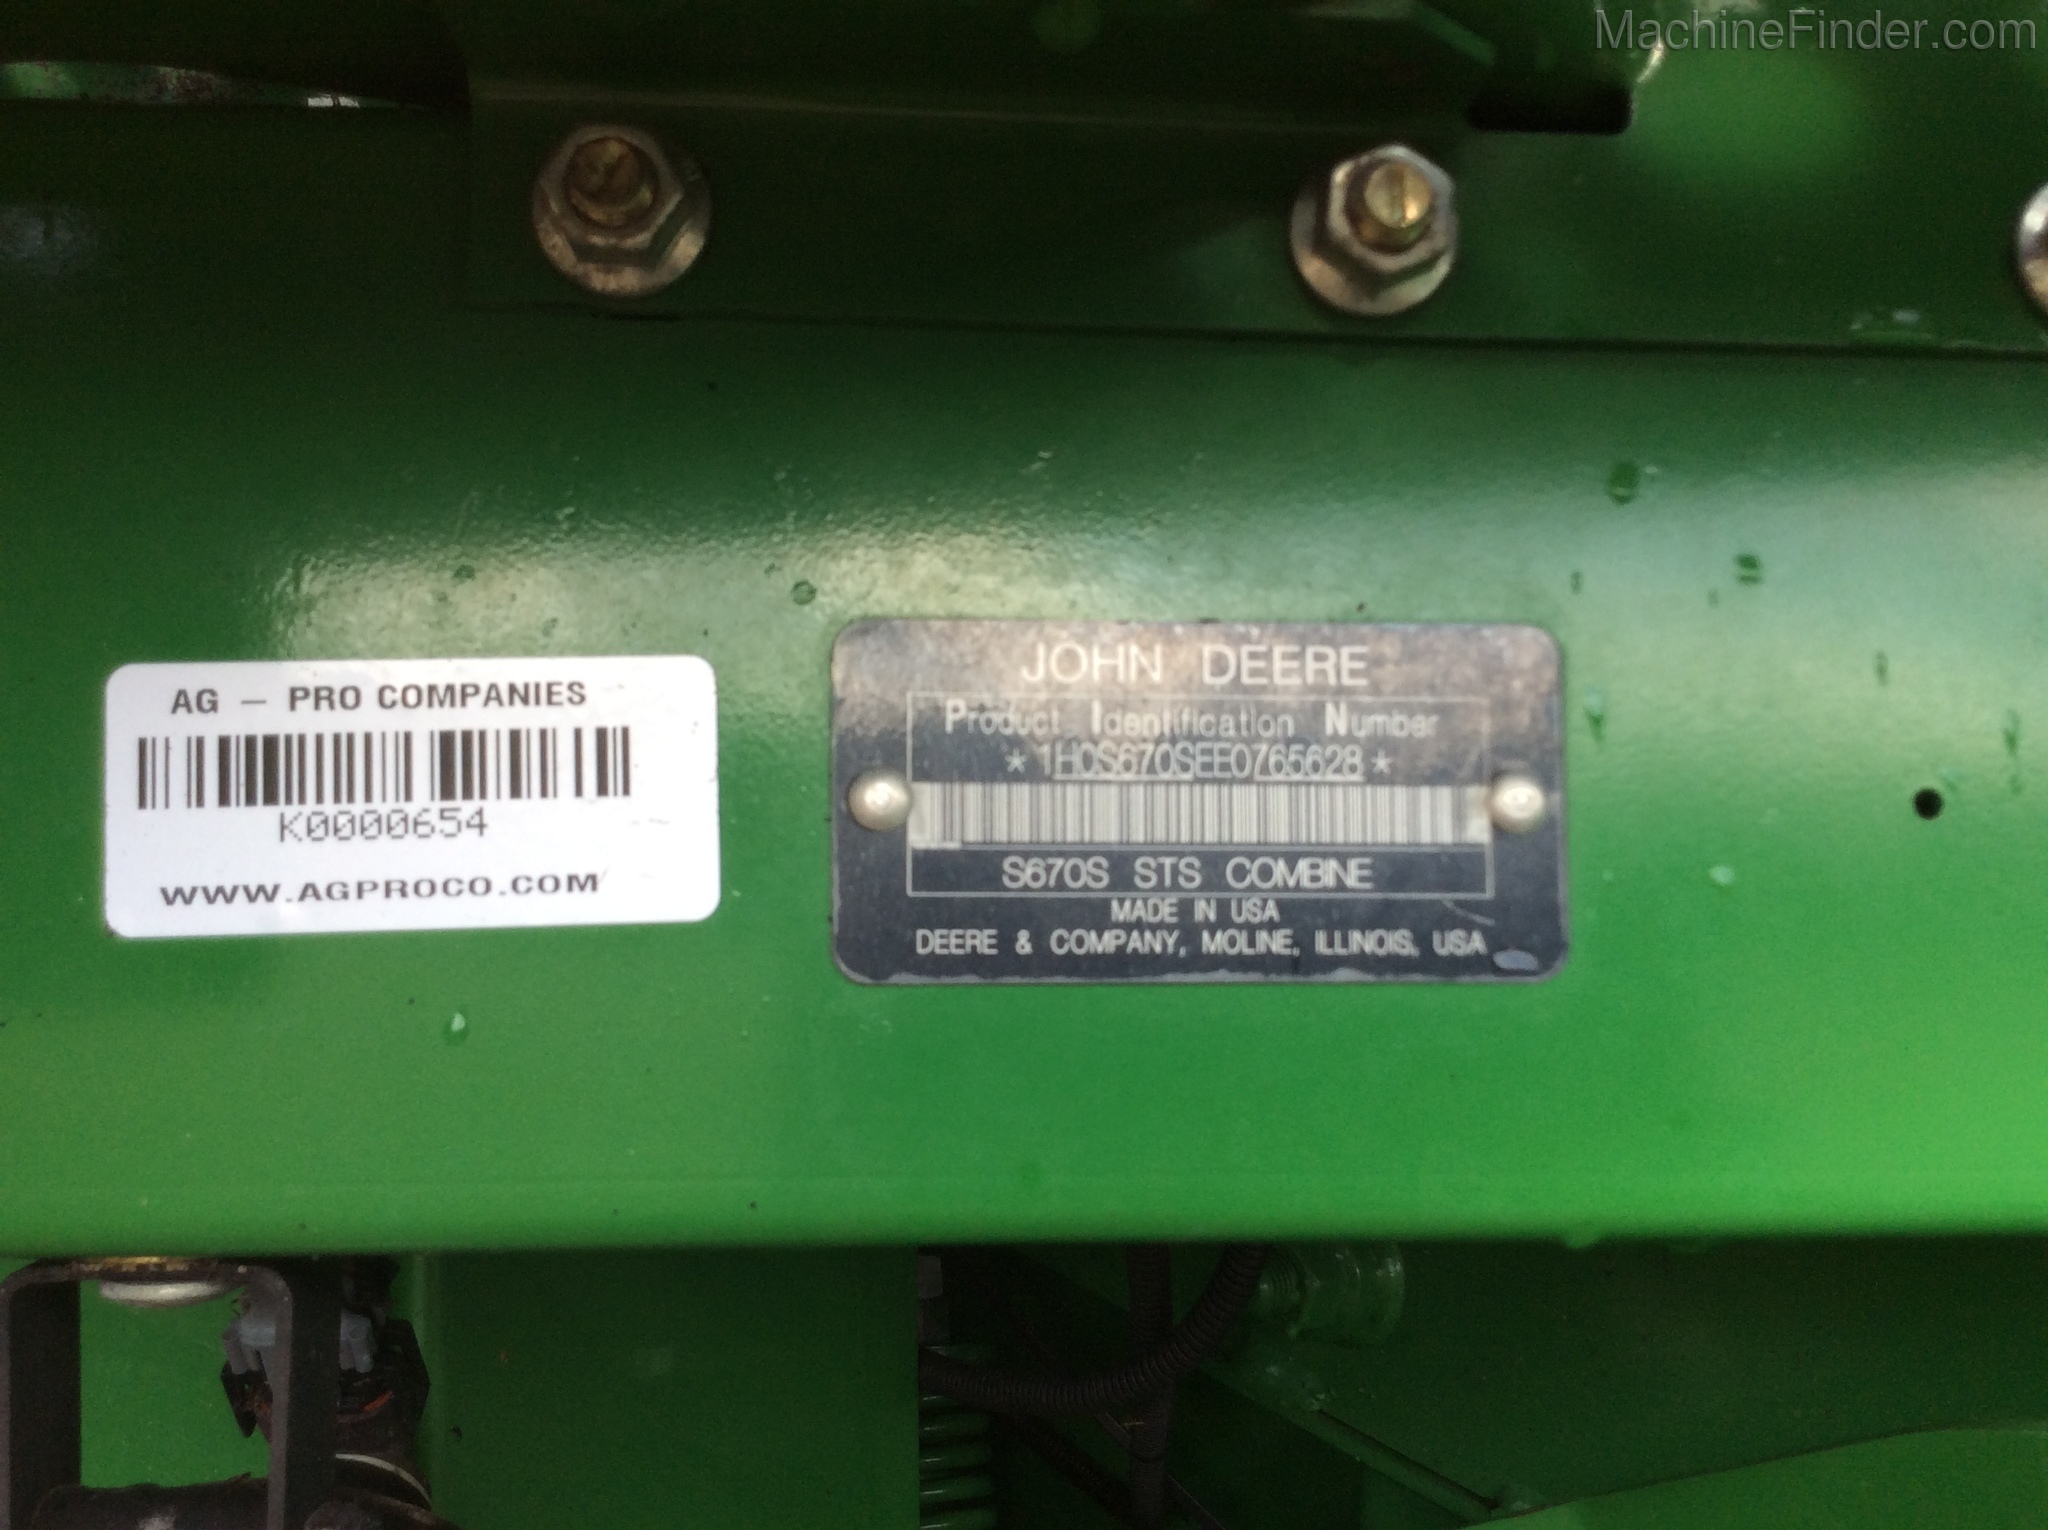 MachineFinder.com
AG - PRO COMPANIES
K0000654
WWW.AGPROCO.COM
JOHN DEERE
Product Identification Number
*1H0S670SEE0765628*
S670S STS COMBINE
MADE IN USA
DEERE & COMPANY, MOLINE, ILLINOIS, USA